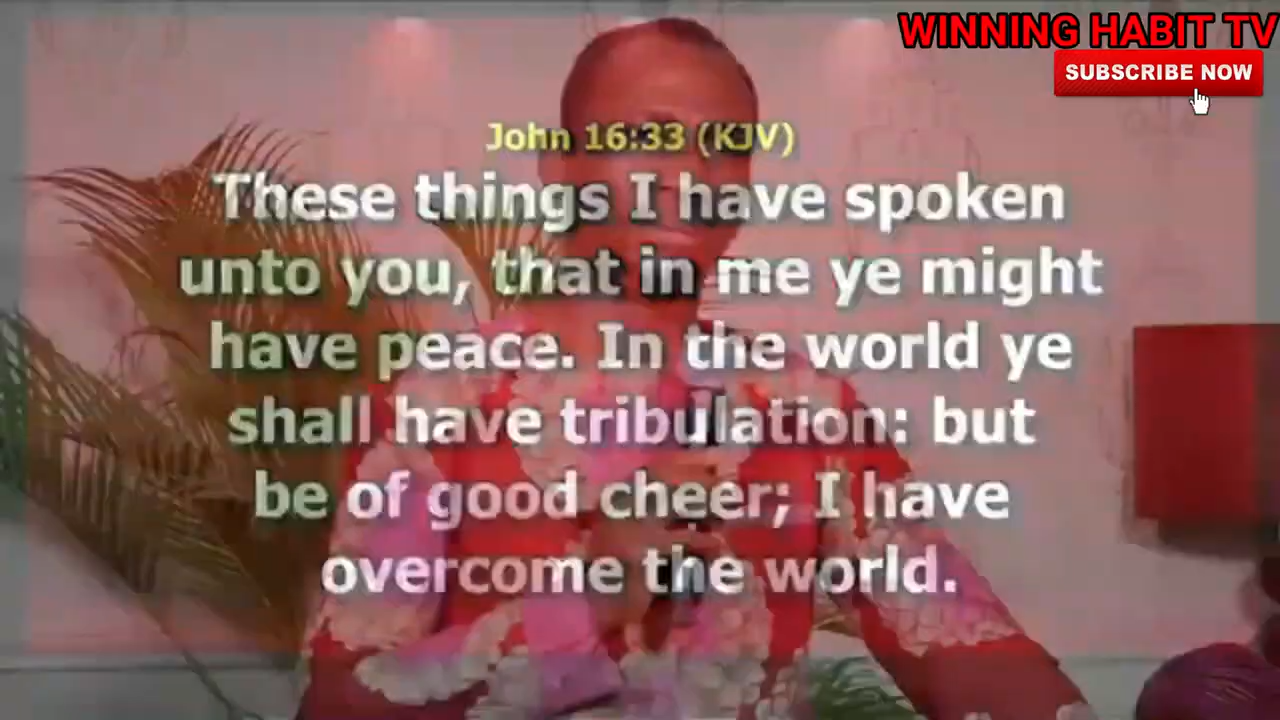 WINNING HABIT TV
SUBSCRIBE NOW
John 16:33 (KJV)
These things I have spoken
unto you, that in me ye might
have peace. In the world ye
shall have tribulation: but
be of good cheer; I have
overcome the world.